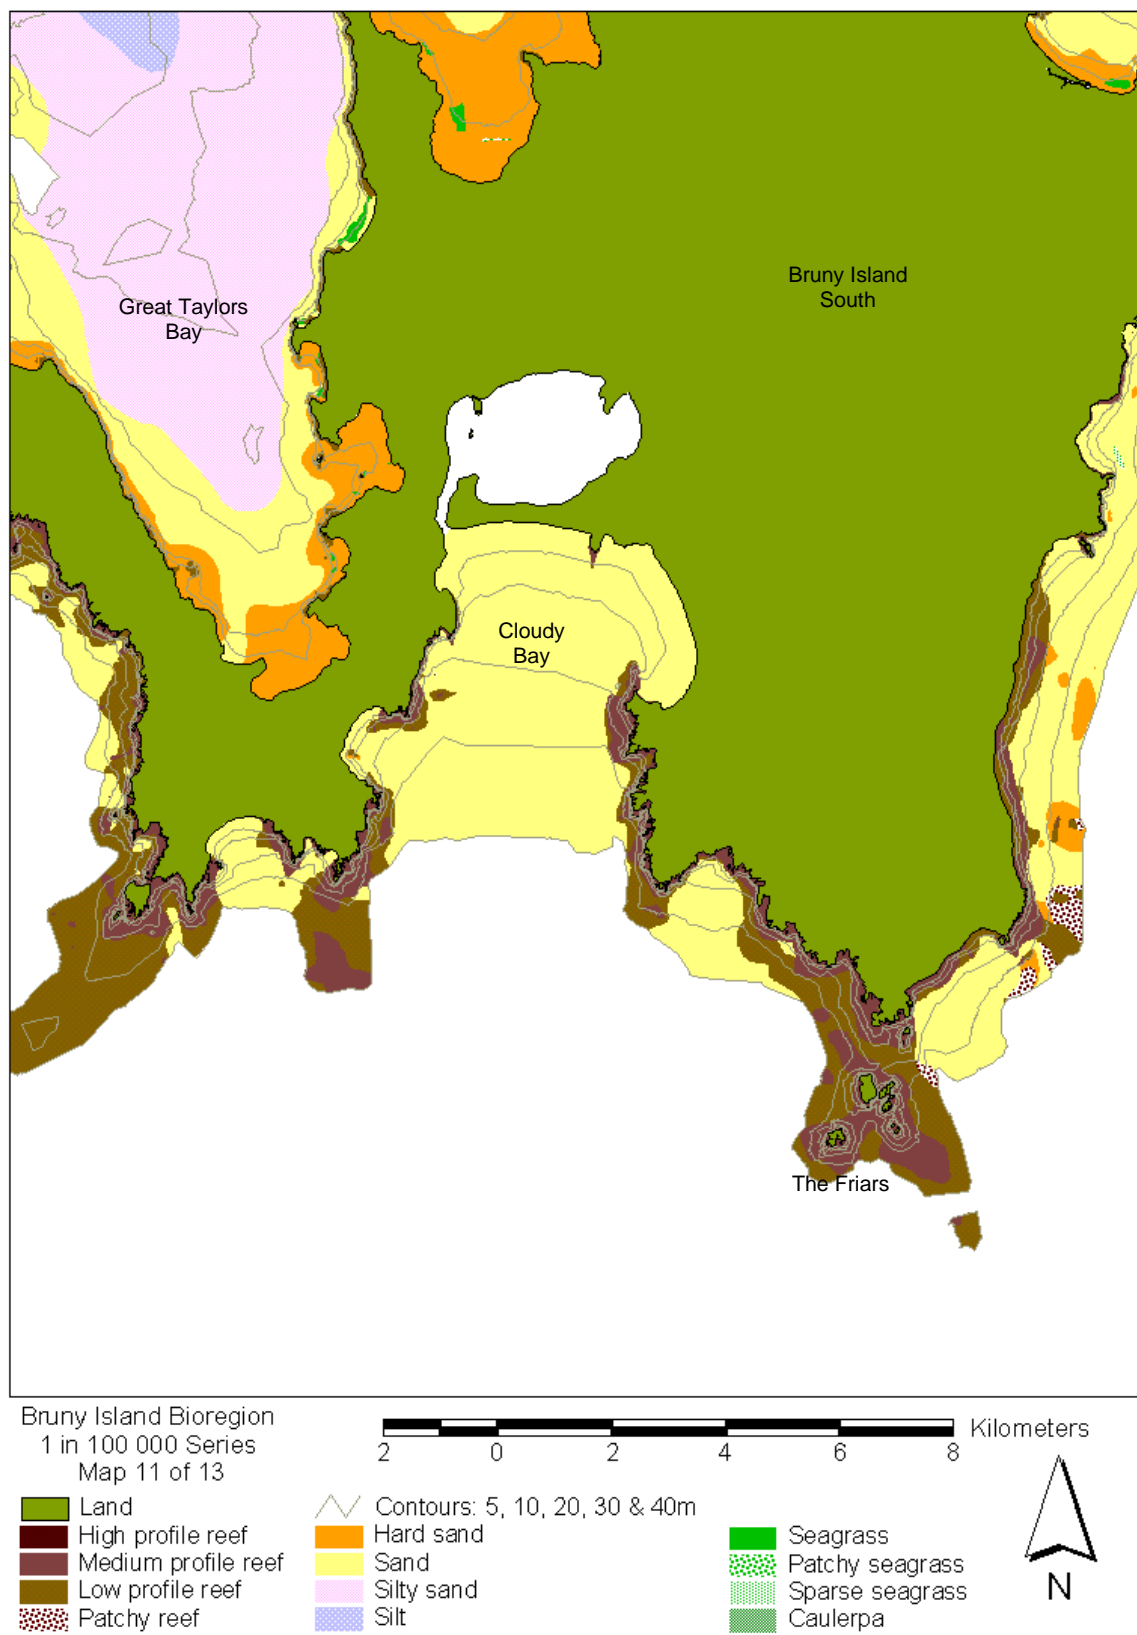 Bruny Island
South
Great Taylors
Bay
Cloudy
Bay
The Friars
Bruny Island Bioregion
1 in 100 000 Series
Map 11 of 13
Kilometers
2 0 2 4 6 8
Land
High profile reef
Medium profile reef
Low profile reef
Patchy reef
Contours: 5, 10, 20, 30 & 40m
Hard sand
Sand
Silty sand
Silt
Seagrass
Patchy seagrass
Sparse seagrass
Caulerpa
N